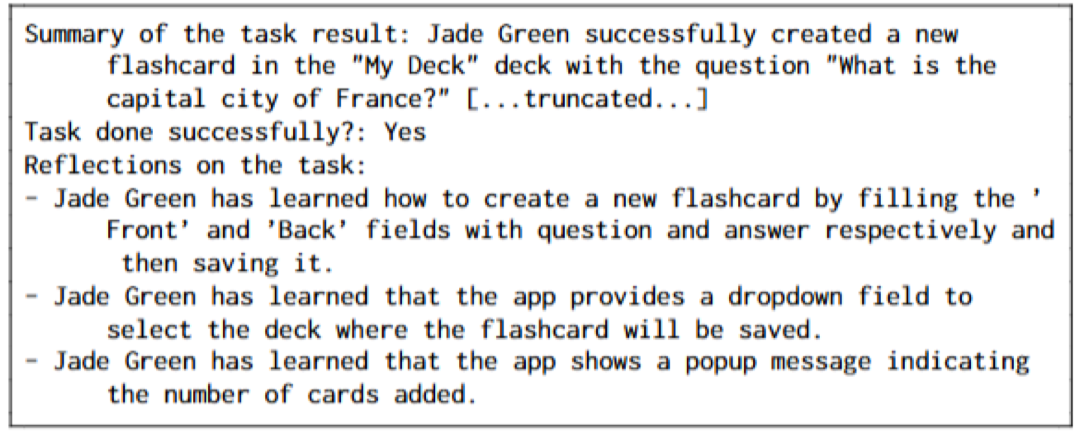 Summary of the task result: Jade Green successfully created a new
flashcard in the "My Deck" deck with the question "What is the
capital city of France?" [...truncated...]
Task done successfully?: Yes
Reflections on the task:
- Jade Green has learned how to create a new flashcard by filling the '
Front' and 'Back' fields with question and answer respectively and
then saving it.
- Jade Green has learned that the app provides a dropdown field to
select the deck where the flashcard will be saved.
- Jade Green has learned that the app shows a popup message indicating
the number of cards added.